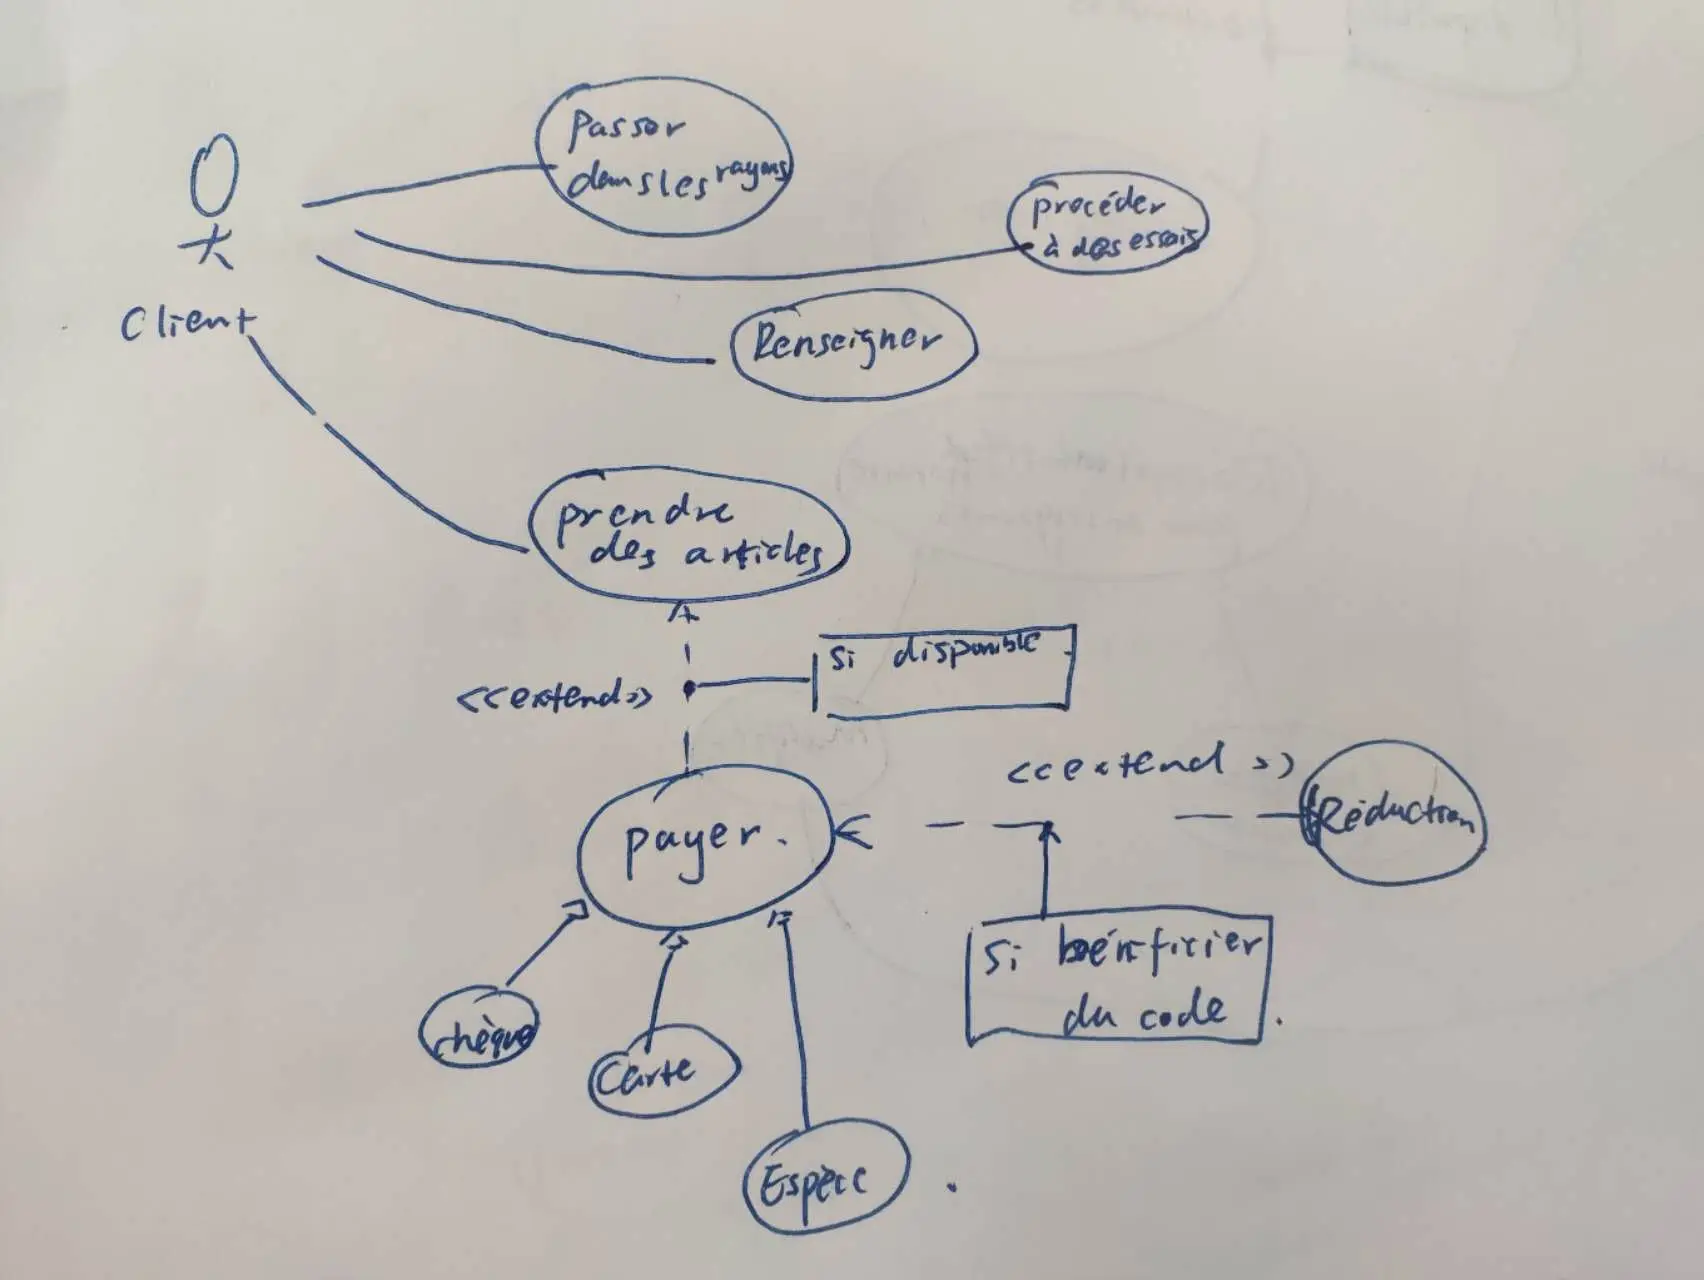 Passer
dans les rayons
procéder
à des essais
Client
Renseigner
prendre
des articles
si disponible
<<extend>>
<<extend>>
Réduction
payer.
Si bénéficier
du code
chèque
Carte
Espèce